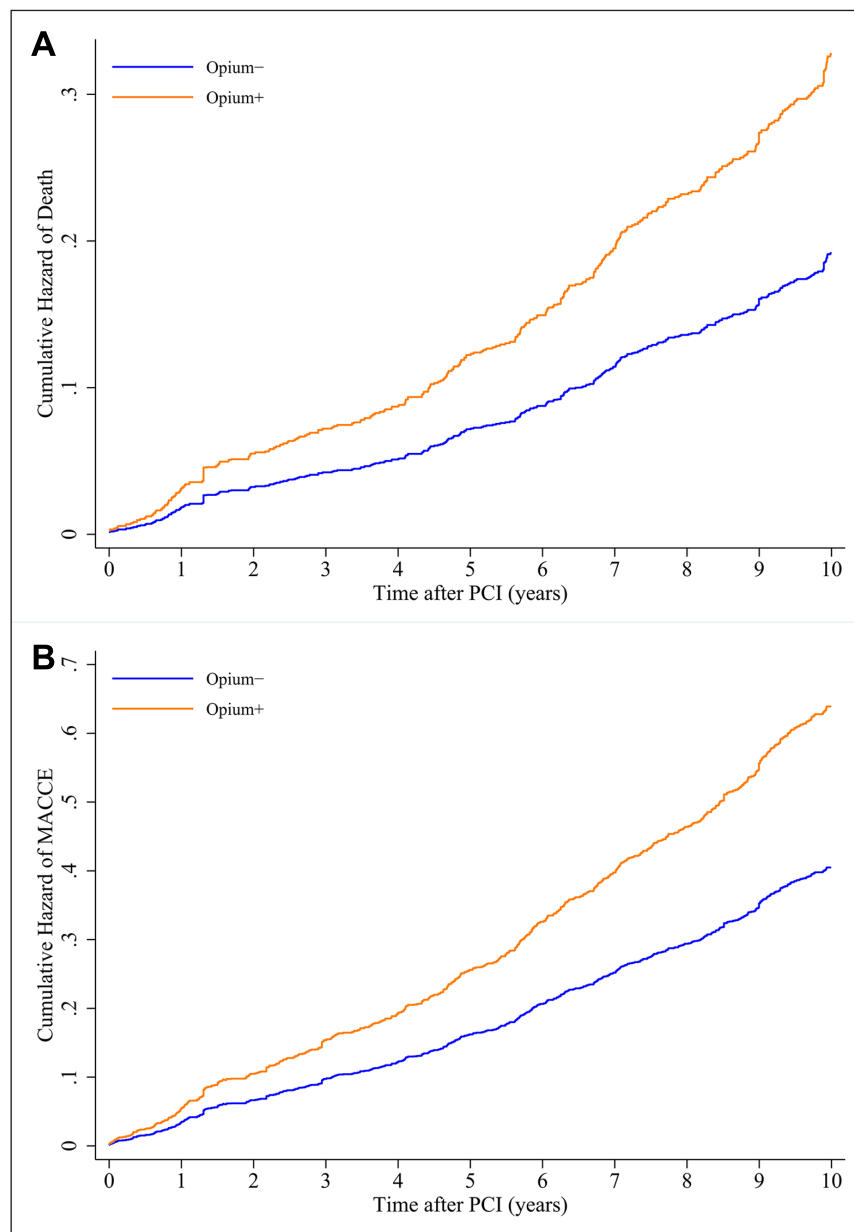 A
Opium−
Opium+
Cumulative Hazard of Death
.3
.2
.1
0
0 1 2 3 4 5 6 7 8 9 10
Time after PCI (years)
B
Opium−
Opium+
Cumulative Hazard of MACCE
.7
.6
.5
.4
.3
.2
.1
0
0 1 2 3 4 5 6 7 8 9 10
Time after PCI (years)